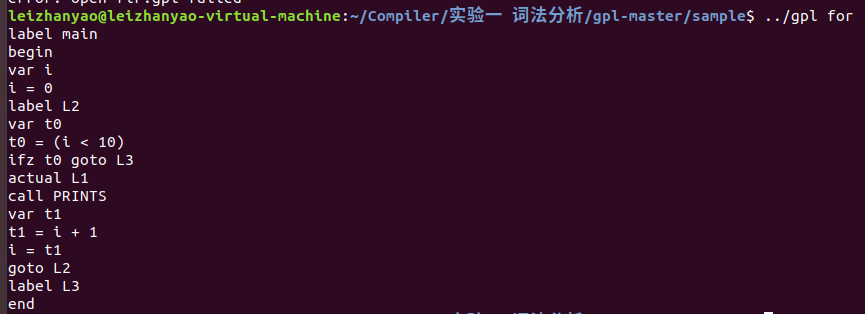 leizhanyao@leizhanyao-virtual-machine:~/Compiler/实验一 词法分析/gpl-master/sample$ ../gpl for
label main
begin
var i
i = 0
label L2
var t0
t0 = (i < 10)
ifz t0 goto L3
actual L1
call PRINTS
var t1
t1 = i + 1
i = t1
goto L2
label L3
end